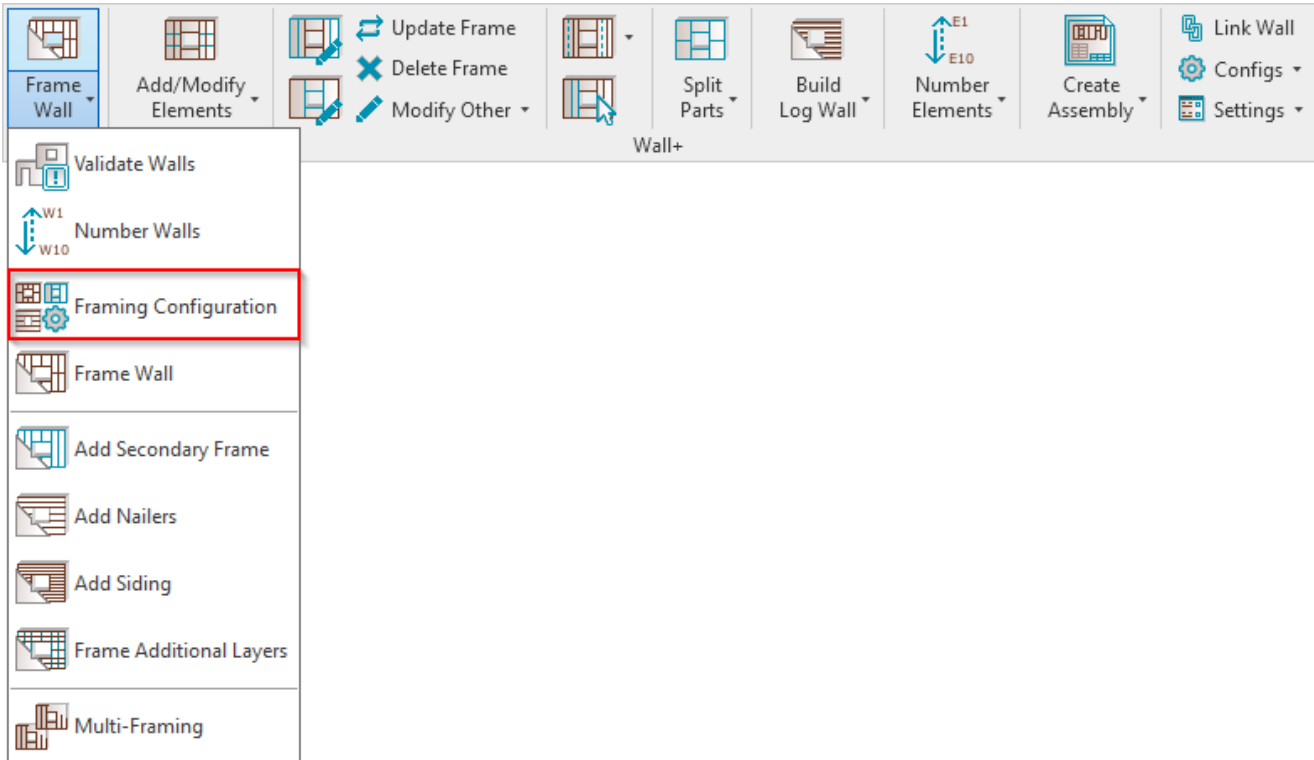 Frame
Wall
Add/Modify
Elements
Update Frame
Delete Frame
Modify Other
Split
Parts
Build
Log Wall
E1
E10
Number
Elements
Create
Assembly
Link Wall
Configs
Settings
Wall+
Validate Walls
W1
W10
Number Walls
Framing Configuration
Frame Wall
Add Secondary Frame
Add Nailers
Add Siding
Frame Additional Layers
Multi-Framing